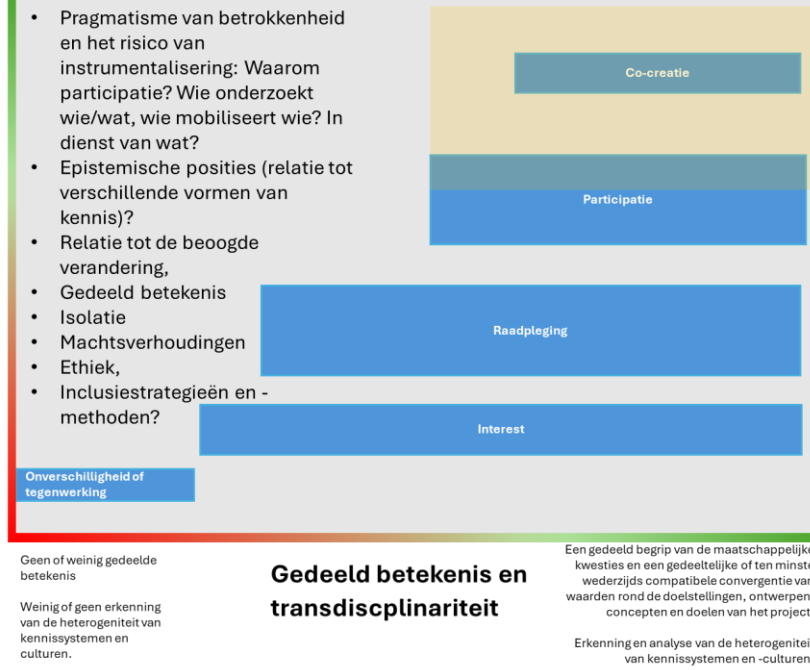 • Pragmatisme van betrokkenheid
en het risico van
instrumentalisering: Waarom
participatie? Wie onderzoekt
wie/wat, wie mobiliseert wie? In
dienst van wat?
• Epistemische posities (relatie tot
verschillende vormen van
kennis)?
• Relatie tot de beoogde
verandering,
• Gedeeld betekenis
• Isolatie
• Machtsverhoudingen
• Ethiek,
• Inclusiestrategieën en -
methoden?
Co-creatie
Participatie
Raadpleging
Interest
Onverschilligheid of
tegenwerking
Geen of weinig gedeelde
betekenis
Weinig of geen erkenning
van de heterogeniteit van
kennissystemen en
culturen.
Gedeeld betekenis en
transdiscplinariteit
Een gedeeld begrip van de maatschappelijke
kwesties en een gedeeltelijke of ten minste
wederzijds compatibele convergentie van
waarden rond de doelstellingen, ontwerpen,
concepten en doelen van het project.
Erkenning en analyse van de heterogeniteit
van kennissystemen en -culturen.